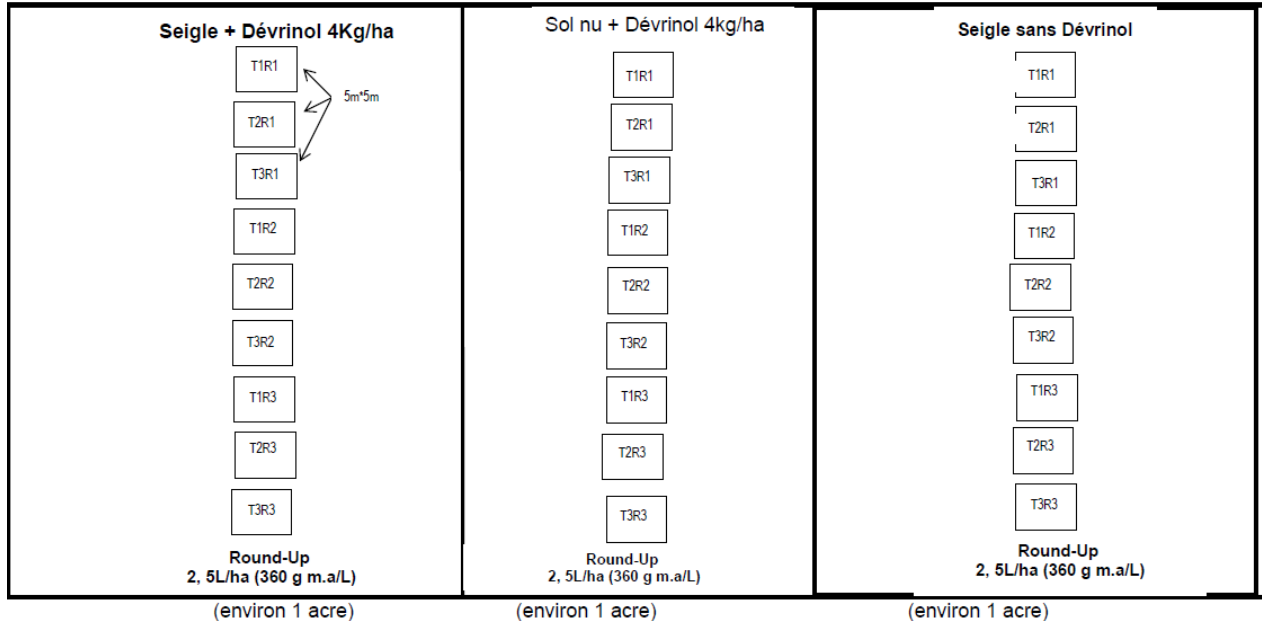 Seigle + Dévrinol 4Kg/ha
T1R1
5m*5m
T2R1
T3R1
T1R2
T2R2
T3R2
T1R3
T2R3
T3R3
Round-Up
2, 5L/ha (360 g m.a/L)
(environ 1 acre)
Sol nu + Dévrinol 4kg/ha
T1R1
T2R1
T3R1
T1R2
T2R2
T3R2
T1R3
T2R3
T3R3
Round-Up
2, 5L/ha (360 g m.a/L)
(environ 1 acre)
Seigle sans Dévrinol
T1R1
T2R1
T3R1
T1R2
T2R2
T3R2
T1R3
T2R3
T3R3
Round-Up
2, 5L/ha (360 g m.a/L)
(environ 1 acre)